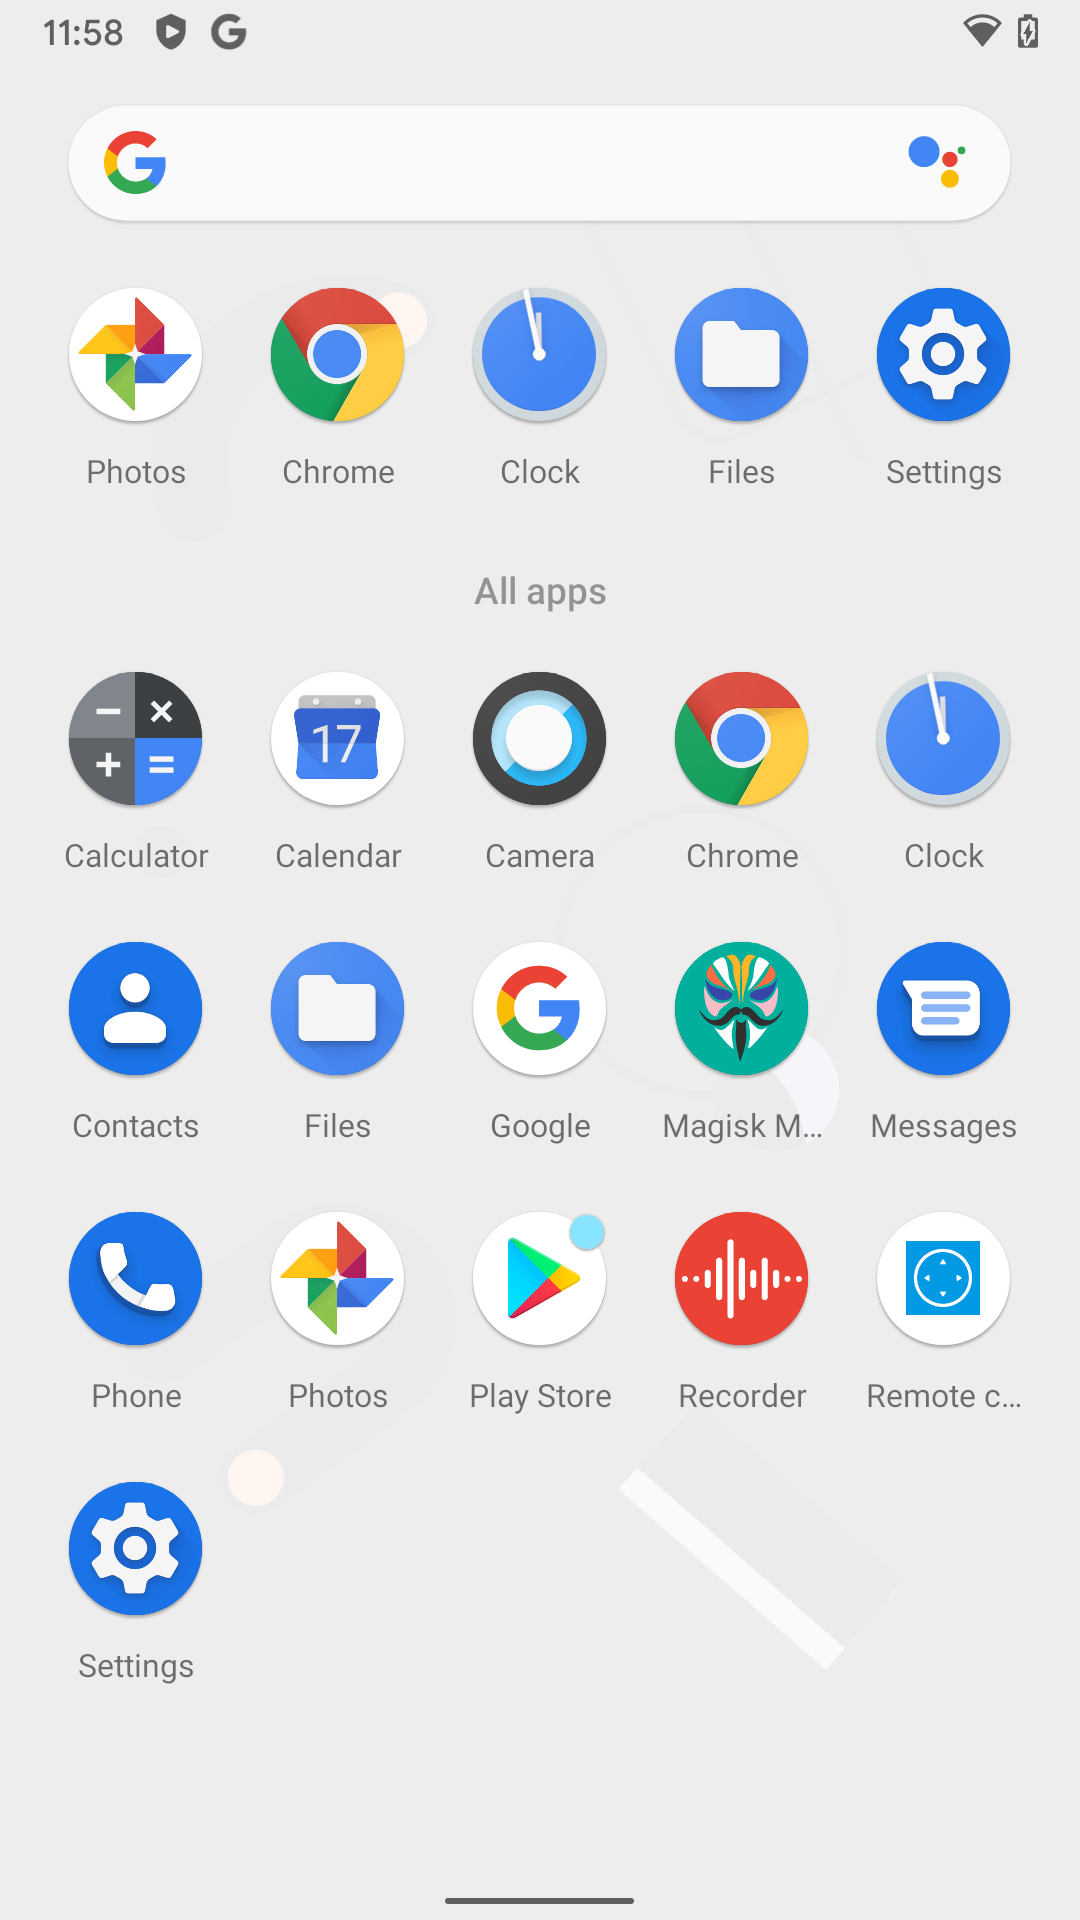 11:58
Photos Chrome Clock Files Settings
All apps
17
Calculator Calendar Camera Chrome Clock
Contacts Files Google Magisk M... Messages
Phone Photos Play Store Recorder Remote c...
Settings